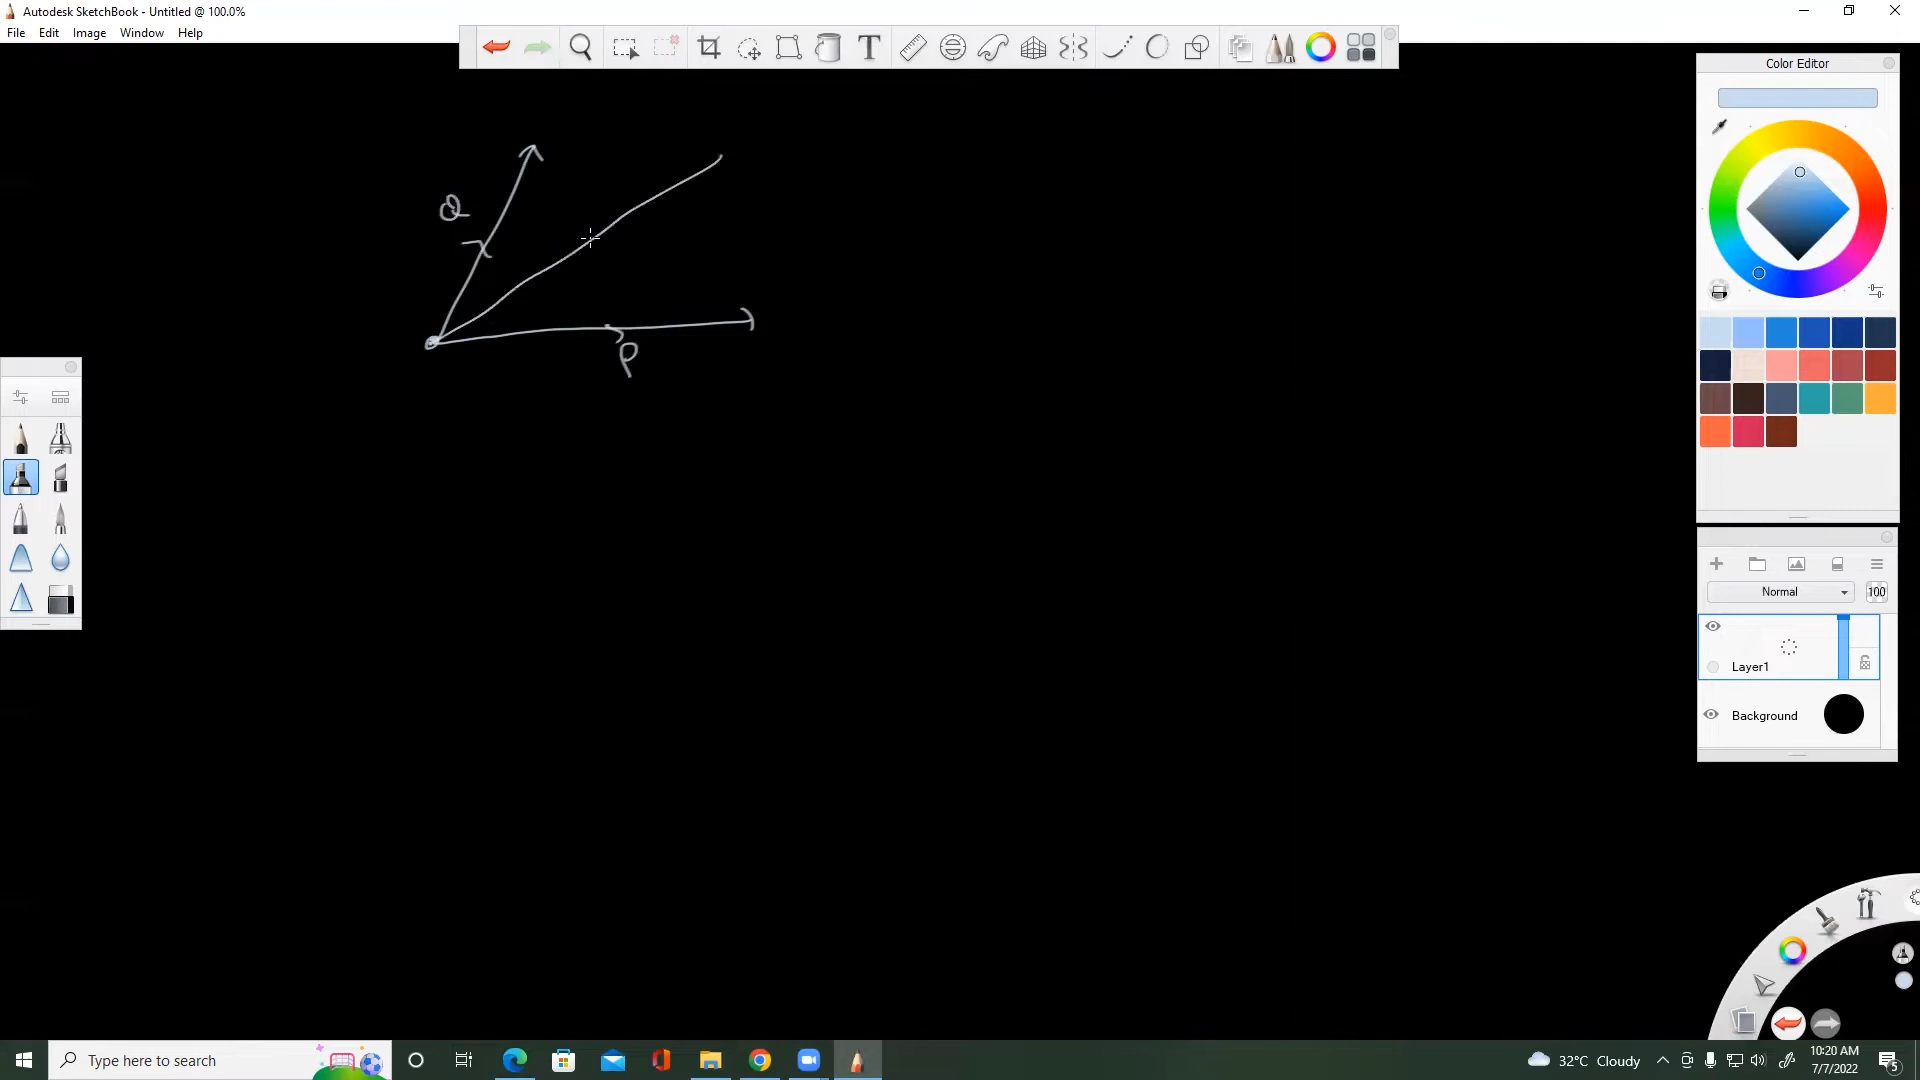 Autodesk SketchBook - Untitled @ 100.0%
File Edit Image Window Help
T
Color Editor
Q
P
Normal 100
Layer1
Background
Type here to search
32°C Cloudy
10:20 AM
7/7/2022
5